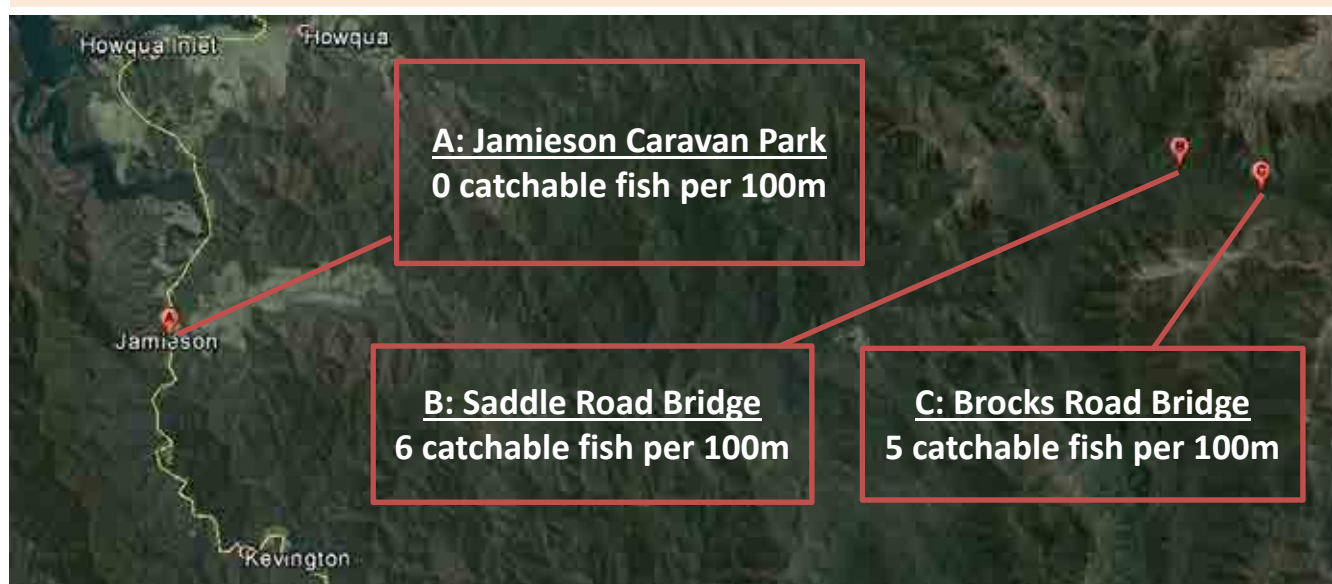 Howqua Inlet
Howqua
A: Jamieson Caravan Park
0 catchable fish per 100m
B
C
A
Jamieson
B: Saddle Road Bridge
6 catchable fish per 100m
C: Brocks Road Bridge
5 catchable fish per 100m
Kevington